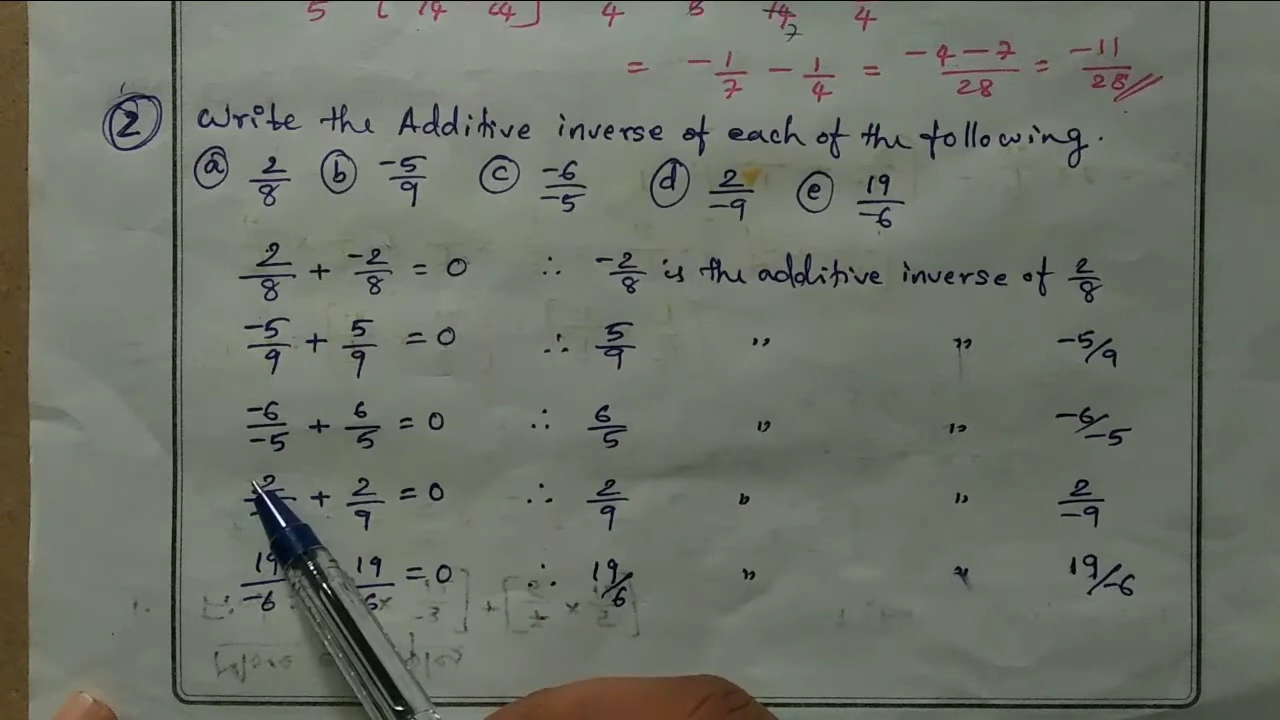 = -1/7 - 1/4 = -4-7/28 = -11/28
② Write the Additive inverse of each of the following.
ⓐ 2/8 ⓑ -5/9 ⓒ -6/-5 ⓓ 2/-9 ⓔ 19/-6
2/8 + -2/8 = 0 ∴ -2/8 is the additive inverse of 2/8
-5/9 + 5/9 = 0 ∴ 5/9 " " -5/9
-6/-5 + 6/5 = 0 ∴ 6/5 " " -6/-5
+ 2/9 = 0 ∴ 2/9 " " 2/-9
19/-6 19/6 = 0 ∴ 19/6 " " 19/-6